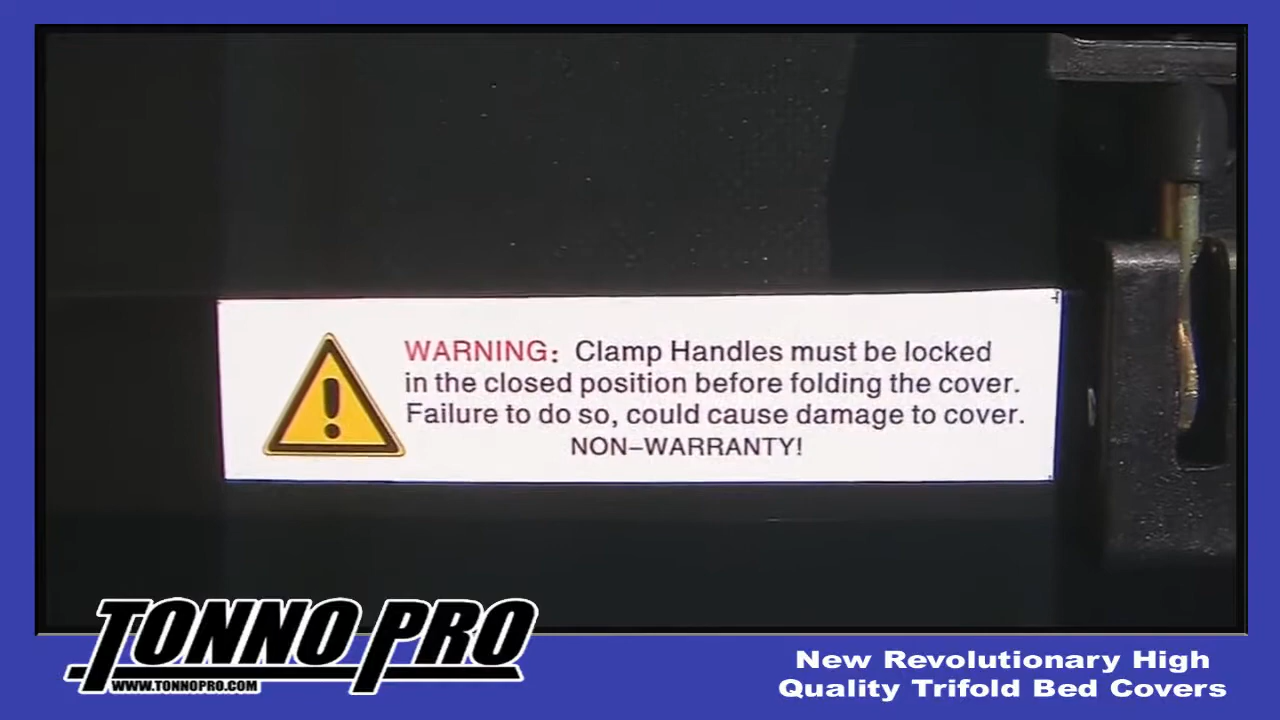 WARNING: Clamp Handles must be locked
in the closed position before folding the cover.
Failure to do so, could cause damage to cover.
NON-WARRANTY!
TONNO PRO
WWW.TONNOPRO.COM
New Revolutionary High
Quality Trifold Bed Covers